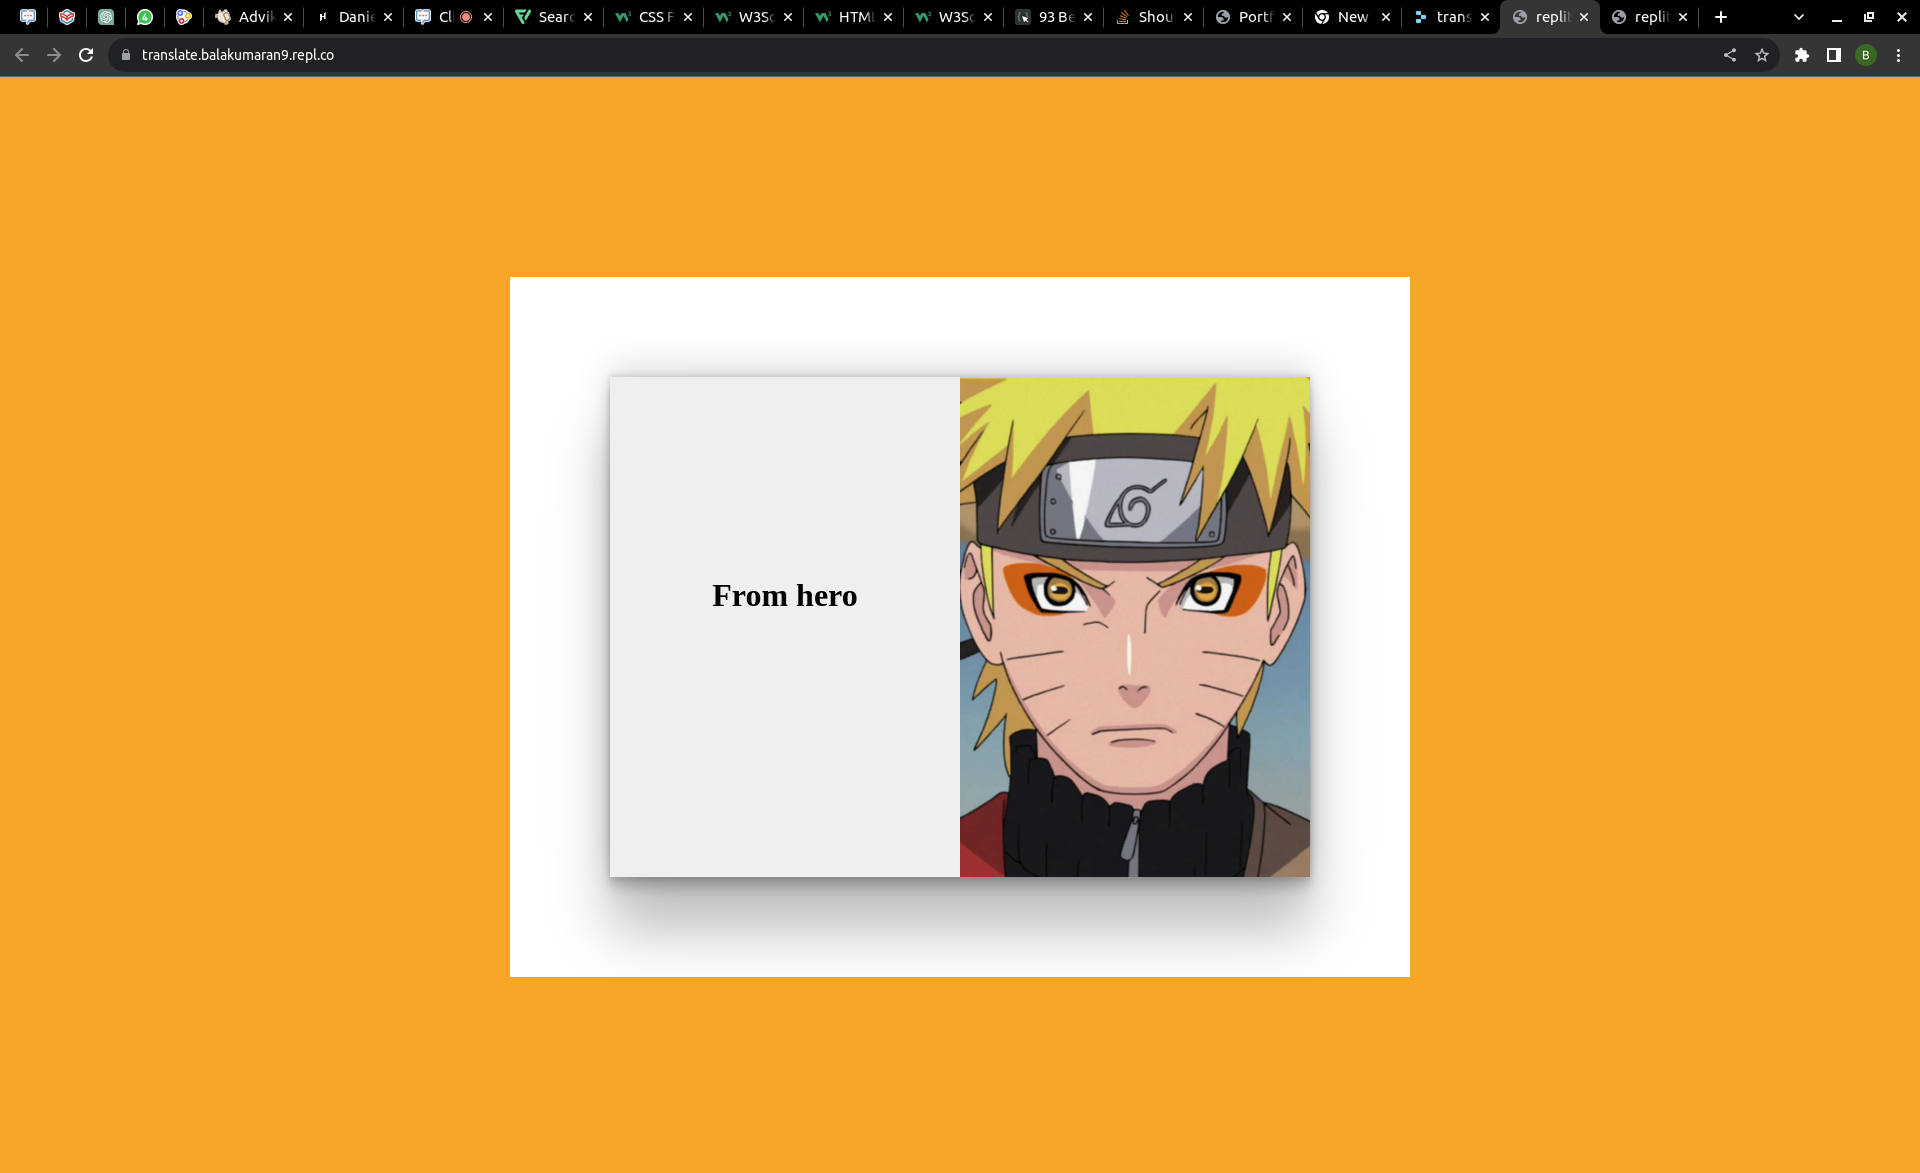 Advik
Danie
Cl
Searc
CSS F
W3Sc
HTML
W3Sc
93 Be
Shou
Portf
New
trans
replit
replit
translate.balakumaran9.repl.co
B
From hero